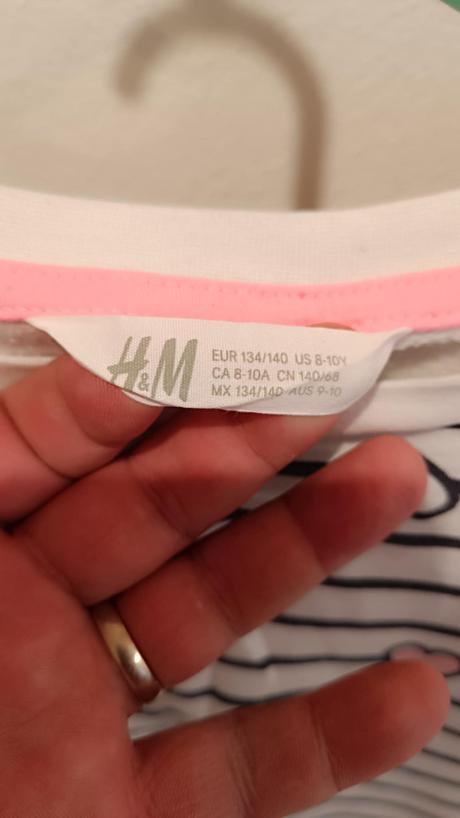 H&M
EUR 134/140 US 8-10Y
CA 8-10A CN 140/68
MX 134/140 AUS 9-10